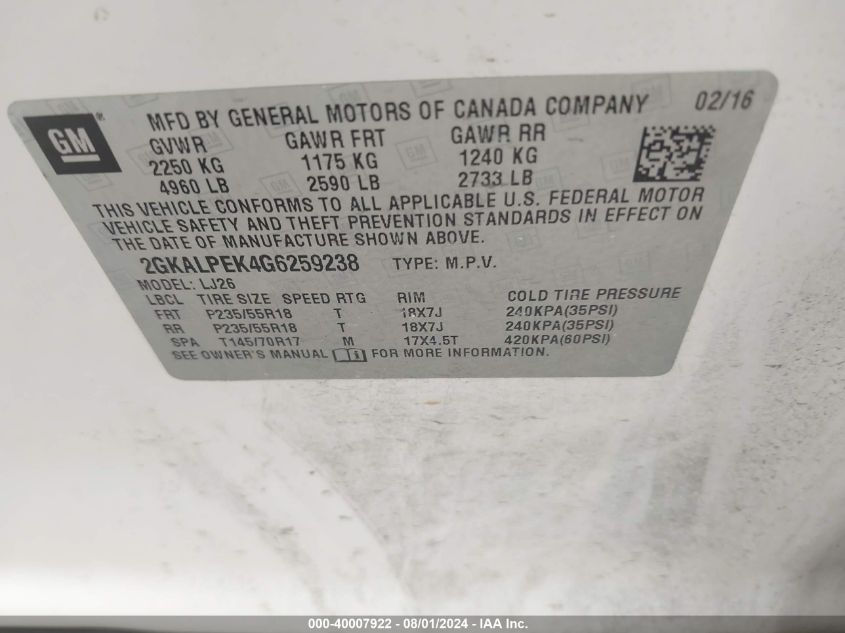 MFD BY GENERAL MOTORS OF CANADA COMPANY 02/16
GM®
GVWR GAWR FRT GAWR RR
2250 KG 1175 KG 1240 KG
4960 LB 2590 LB 2733 LB
THIS VEHICLE CONFORMS TO ALL APPLICABLE U.S. FEDERAL MOTOR
VEHICLE SAFETY AND THEFT PREVENTION STANDARDS IN EFFECT ON
THE DATE OF MANUFACTURE SHOWN ABOVE.
2GKALPEK4G6259238 TYPE: M.P.V.
MODEL: LJ26
LBCL TIRE SIZE SPEED RTG RIM COLD TIRE PRESSURE
FRT P235/55R18 T 18X7J 240KPA(35PSI)
RR P235/55R18 T 18X7J 240KPA(35PSI)
SPA T145/70R17 M 17X4.5T 420KPA(60PSI)
SEE OWNER'S MANUAL FOR MORE INFORMATION.
000-40007922 - 08/01/2024 - IAA Inc.